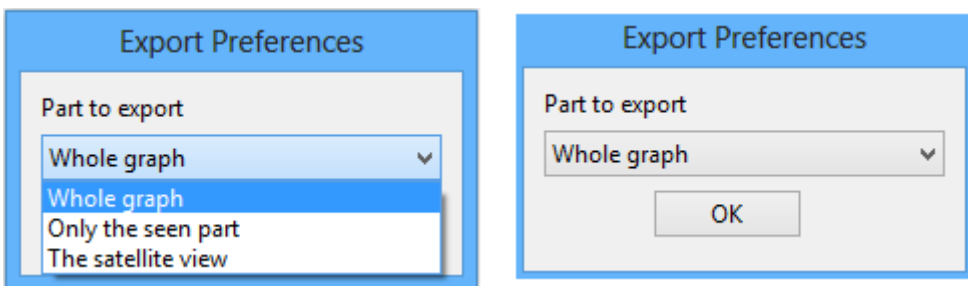 Export Preferences
Part to export
Whole graph
Whole graph
Only the seen part
The satellite view
Export Preferences
Part to export
Whole graph
OK